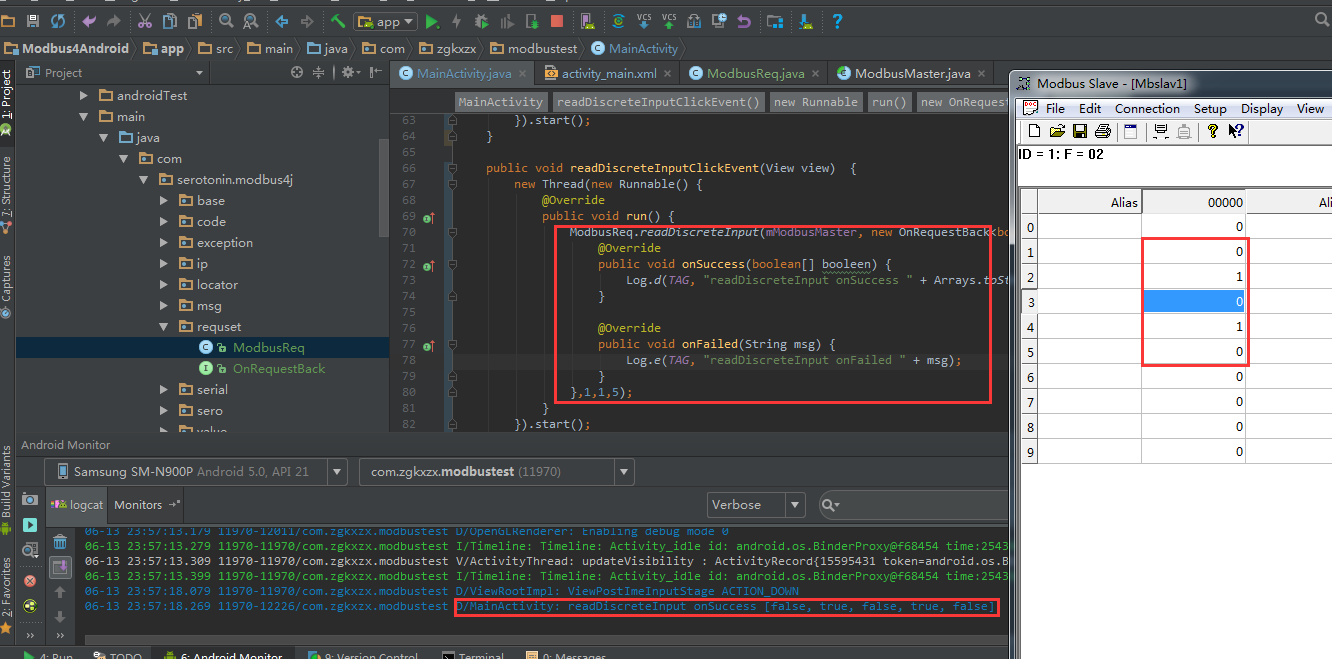 app
VCS
VCS
?
Modbus4Android
app
src
main
java
com
zgkxzx
modbustest
MainActivity
1: Project
7: Structure
Captures
Build Variants
2: Favorites
Project
androidTest
main
java
com
serotonin.modbus4j
base
code
exception
ip
locator
msg
requset
ModbusReq
OnRequestBack
serial
sero
value
MainActivity.java
activity_main.xml
ModbusReq.java
ModbusMaster.java
MainActivity
readDiscreteInputClickEvent()
new Runnable
run()
new OnRequest
63 }).start();
64 }
65
66 public void readDiscreteInputClickEvent(View view) {
67 new Thread(new Runnable() {
68 @Override
69 public void run() {
70 ModbusReq.readDiscreteInput(mModbusMaster, new OnRequestBack<bo
71 @Override
72 public void onSuccess(boolean[] booleen) {
73 Log.d(TAG, "readDiscreteInput onSuccess " + Arrays.toSt
74 }
75
76 @Override
77 public void onFailed(String msg) {
78 Log.e(TAG, "readDiscreteInput onFailed " + msg);
79 }
80 },1,1,5);
81 }
82 }).start();
Modbus Slave - [Mbslav1]
File Edit Connection Setup Display View
ID = 1: F = 02
Alias 00000 Ali
0 0
1 0
2 1
3 0
4 1
5 0
6 0
7 0
8 0
9 0
Android Monitor
Samsung SM-N900P Android 5.0, API 21
com.zgkxzx.modbustest (11970)
logcat
Monitors
Verbose
06-13 23:57:13.179 11970-12011/com.zgkxzx.modbustest D/OpenGLRenderer: Enabling debug mode 0
06-13 23:57:13.279 11970-11970/com.zgkxzx.modbustest I/Timeline: Timeline: Activity_idle id: android.os.BinderProxy@f68454 time:2543
06-13 23:57:13.309 11970-11970/com.zgkxzx.modbustest V/ActivityThread: updateVisibility : ActivityRecord{15595431 token=android.os.B
06-13 23:57:13.399 11970-11970/com.zgkxzx.modbustest I/Timeline: Timeline: Activity_idle id: android.os.BinderProxy@f68454 time:2543
06-13 23:57:18.079 11970-11970/com.zgkxzx.modbustest D/ViewRootImpl: ViewPostImeInputStage ACTION_DOWN
06-13 23:57:18.269 11970-12226/com.zgkxzx.modbustest D/MainActivity: readDiscreteInput onSuccess [false, true, false, true, false]
4: Run
TODO
6: Android Monitor
9: Version Control
Terminal
0: Messages